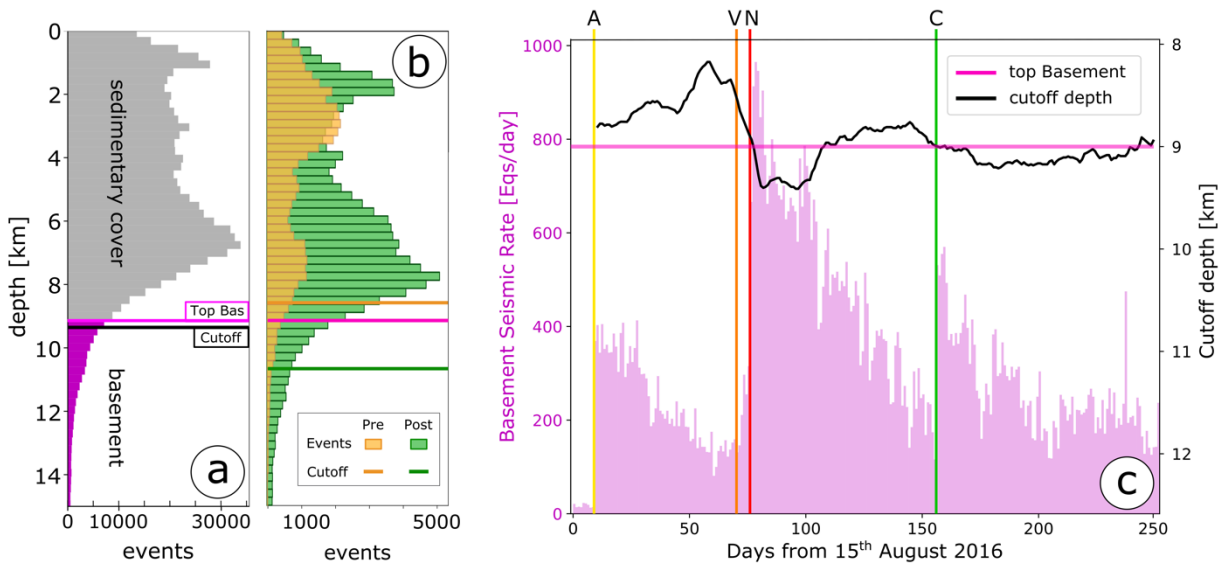 a
0
2
4
6
8
10
12
14
depth [km]
sedimentary cover
basement
Top Bas
Cutoff
0 10000 30000
events
b
Pre Post
Events
Cutoff
1000 5000
events
A V N C
1000
800
600
400
200
0
Basement Seismic Rate [Eqs/day]
top Basement
cutoff depth
8
9
10
11
12
Cutoff depth [km]
c
0 50 100 150 200 250
Days from 15th August 2016